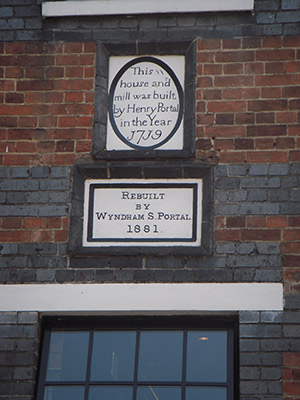 This
house and
mill was built
by Henry Portal
in the Year
1719
REBUILT
BY
WYNDHAM S. PORTAL
1881.